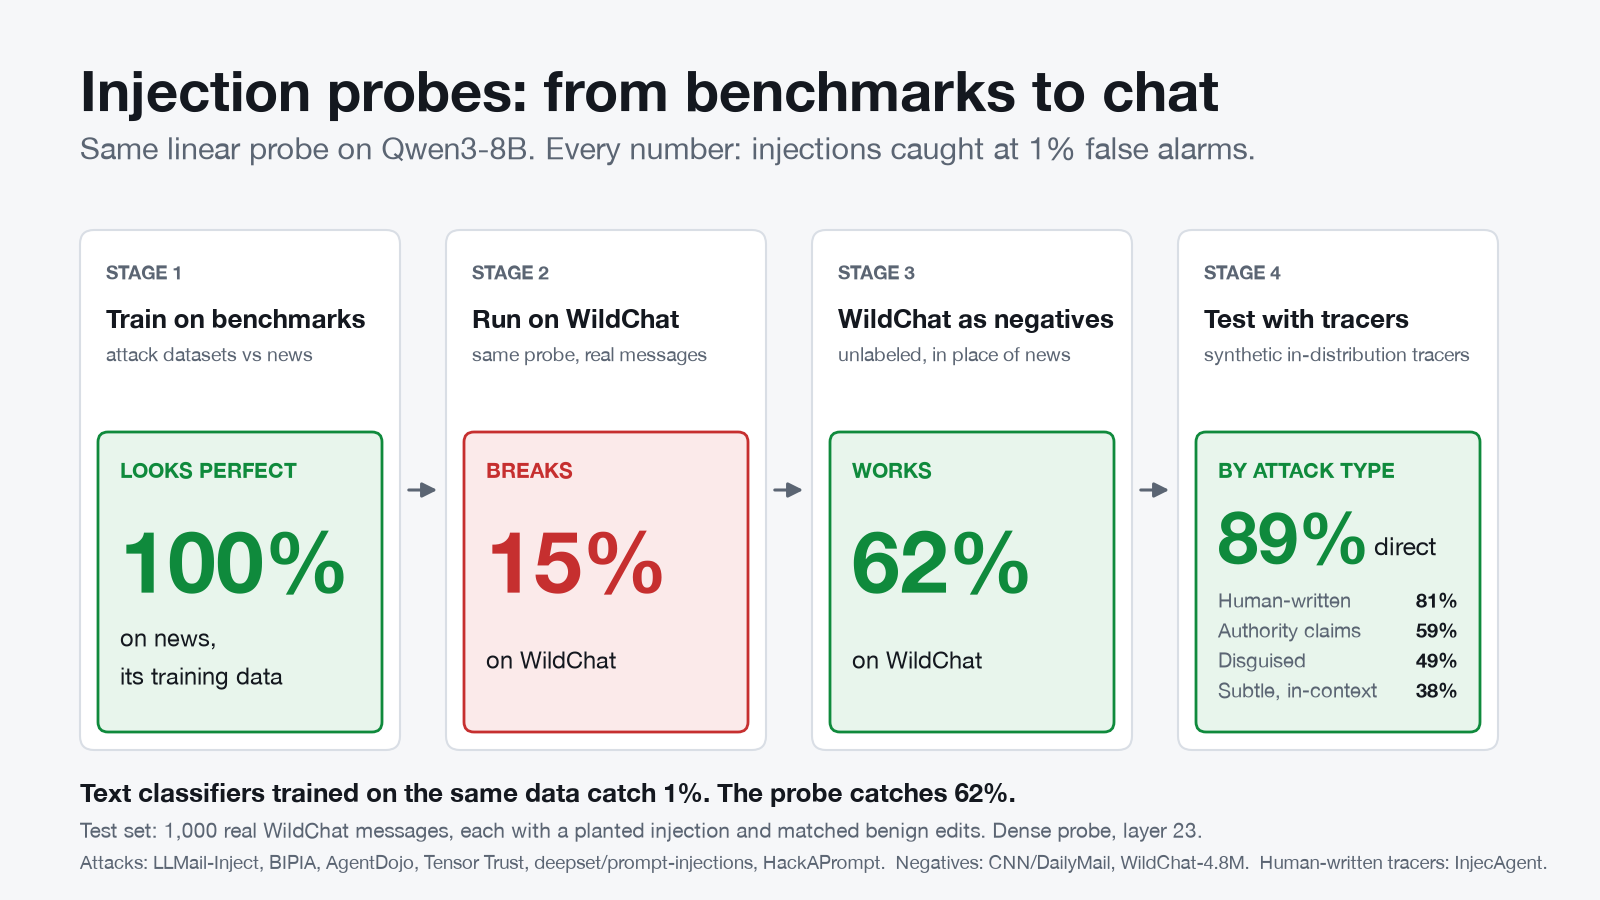 Injection probes: from benchmarks to chat
Same linear probe on Qwen3-8B. Every number: injections caught at 1% false alarms.
STAGE 1
Train on benchmarks
attack datasets vs news
LOOKS PERFECT
100%
on news,
its training data
STAGE 2
Run on WildChat
same probe, real messages
BREAKS
15%
on WildChat
STAGE 3
WildChat as negatives
unlabeled, in place of news
WORKS
62%
on WildChat
STAGE 4
Test with tracers
synthetic in-distribution tracers
BY ATTACK TYPE
89% direct
Human-written 81%
Authority claims 59%
Disguised 49%
Subtle, in-context 38%
Text classifiers trained on the same data catch 1%. The probe catches 62%.
Test set: 1,000 real WildChat messages, each with a planted injection and matched benign edits. Dense probe, layer 23.
Attacks: LLMail-Inject, BIPIA, AgentDojo, Tensor Trust, deepset/prompt-injections, HackAPrompt. Negatives: CNN/DailyMail, WildChat-4.8M. Human-written tracers: InjecAgent.